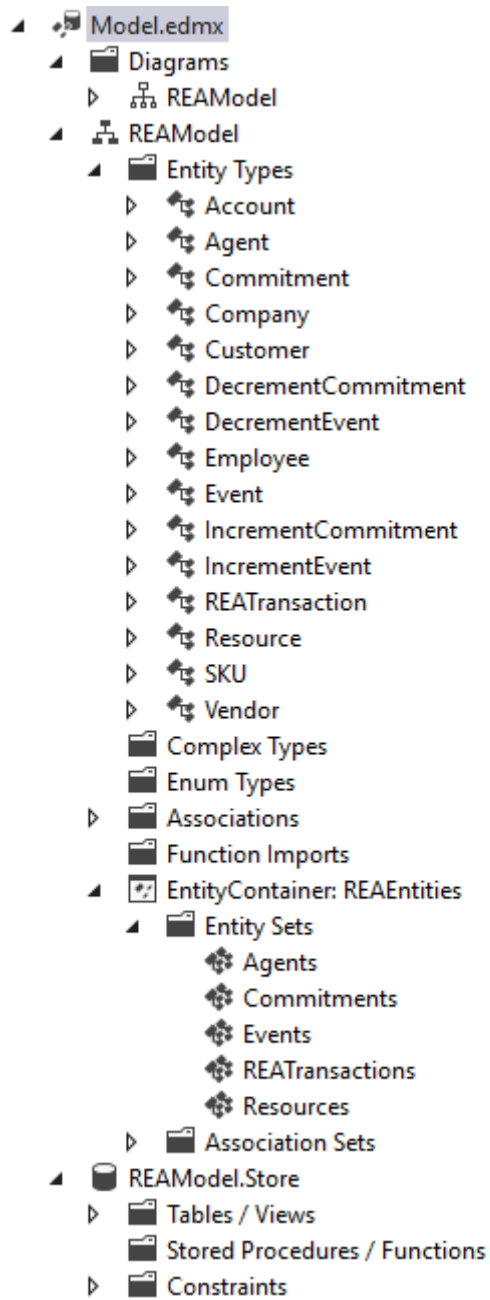 Model.edmx
Diagrams
REAModel
REAModel
Entity Types
Account
Agent
Commitment
Company
Customer
DecrementCommitment
DecrementEvent
Employee
Event
IncrementCommitment
IncrementEvent
REATransaction
Resource
SKU
Vendor
Complex Types
Enum Types
Associations
Function Imports
EntityContainer: REAEntities
Entity Sets
Agents
Commitments
Events
REATransactions
Resources
Association Sets
REAModel.Store
Tables / Views
Stored Procedures / Functions
Constraints